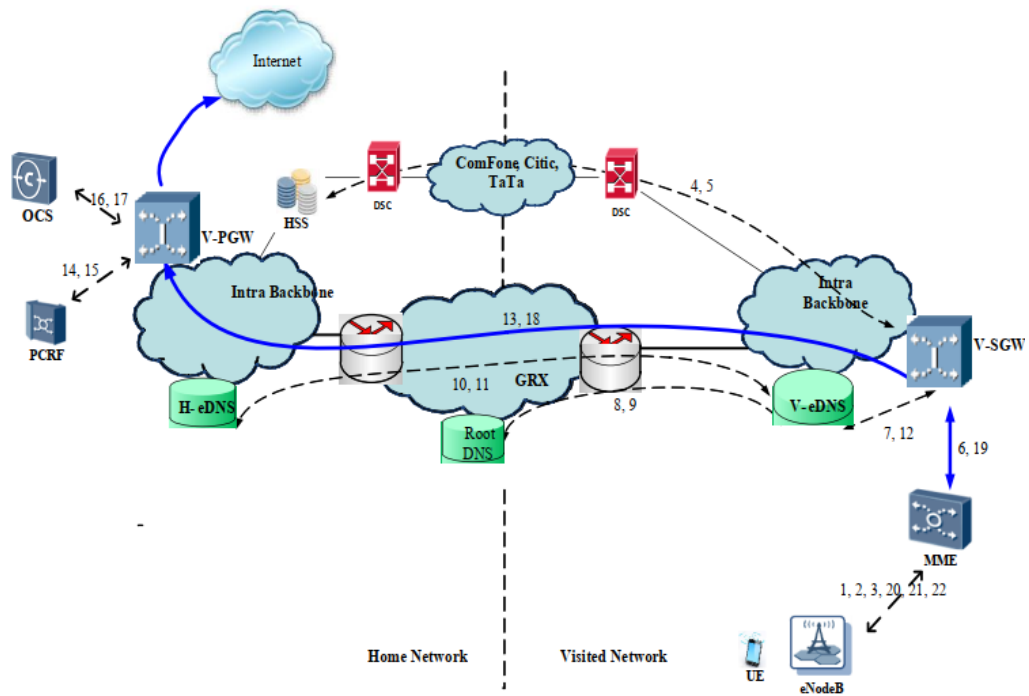 Internet
ComFone, Citic,
TaTa
4, 5
OCS
16, 17
HSS
DSC
DSC
V-PGW
14, 15
PCRF
Intra Backbone
Intra
Backbone
13, 18
V-SGW
10, 11
GRX
H- eDNS
8, 9
V- eDNS
Root
DNS
7, 12
6, 19
MME
1, 2, 3, 20, 21, 22
Home Network
Visited Network
UE
eNodeB